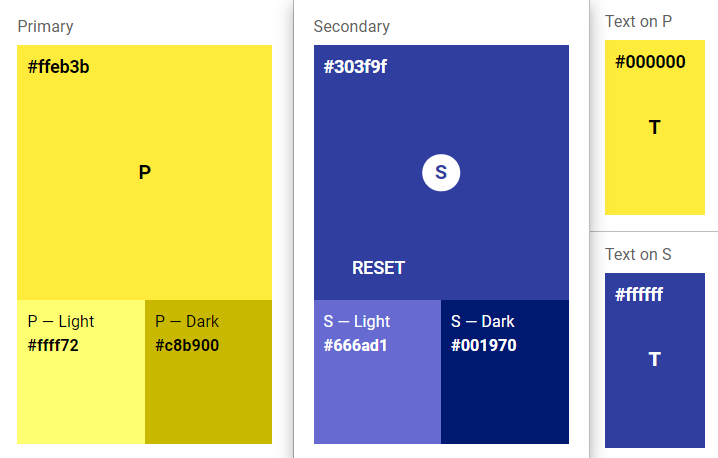 Primary
#ffeb3b
P
P — Light
#ffff72
P — Dark
#c8b900
Secondary
#303f9f
S
RESET
S — Light
#666ad1
S — Dark
#001970
Text on P
#000000
T
Text on S
#ffffff
T